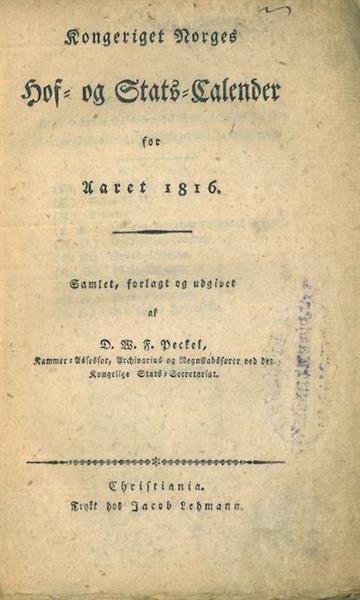 Kongeriget Norges
Hof- og Stats-Calender
for
Aaret 1816.
Samlet, forlagt og udgivet
af
D. W. F. Peckel,
Kammer-Assessor, Archivarius og Regnskabsfører ved det
Kongelige Stats-Secretariat.
Christiania.
Trykt hos Jacob Lehmann.